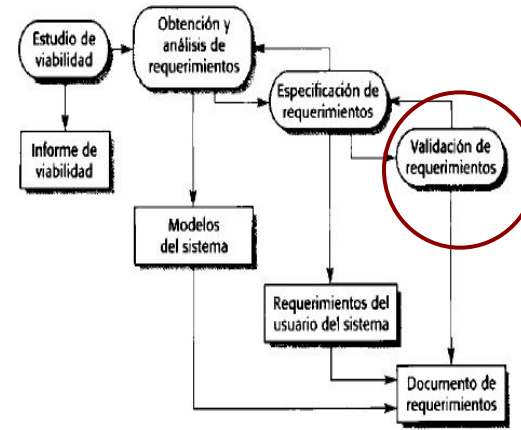 Estudio de
viabilidad
Obtención y
análisis de
requerimientos
Especificación de
requerimientos
Validación de
requerimientos
Informe de
viabilidad
Modelos
del sistema
Requerimientos del
usuario del sistema
Documento de
requerimientos